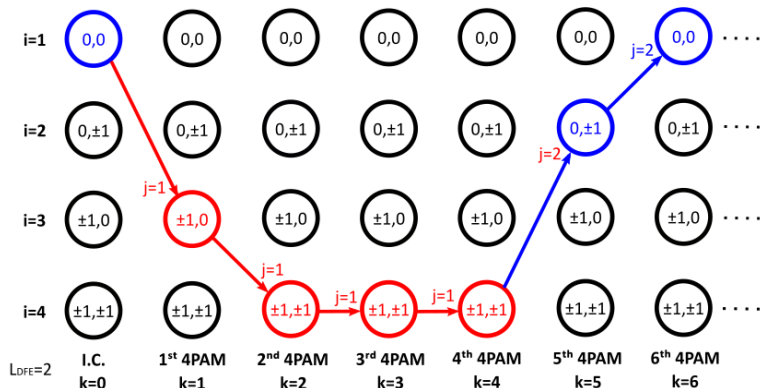 i=1 0,0 0,0 0,0 0,0 0,0 0,0 0,0 ····
j=2
i=2 0,±1 0,±1 0,±1 0,±1 0,±1 0,±1 0,±1 ····
j=2
j=1
i=3 ±1,0 ±1,0 ±1,0 ±1,0 ±1,0 ±1,0 ±1,0 ····
j=1
j=1 j=1
i=4 ±1,±1 ±1,±1 ±1,±1 ±1,±1 ±1,±1 ±1,±1 ±1,±1 ····
LDFE=2 I.C. 1st 4PAM 2nd 4PAM 3rd 4PAM 4th 4PAM 5th 4PAM 6th 4PAM
k=0 k=1 k=2 k=3 k=4 k=5 k=6